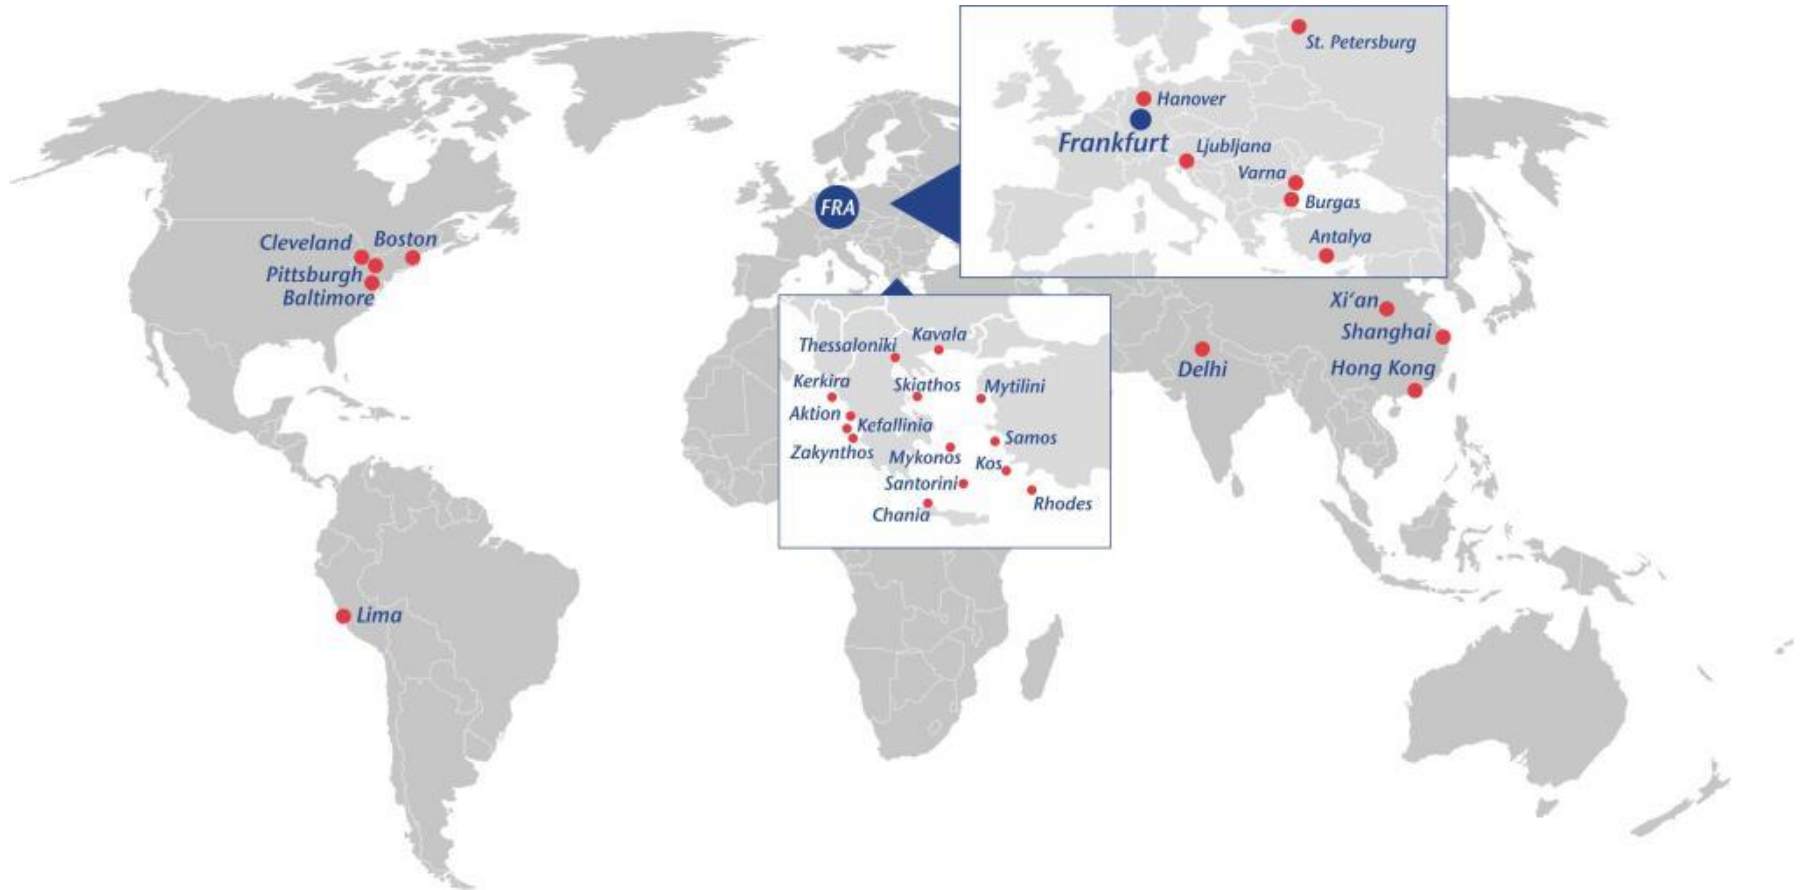 St. Petersburg
Hanover
Frankfurt
Ljubljana
Varna
Burgas
Antalya
FRA
Cleveland
Boston
Pittsburgh
Baltimore
Xi‘an
Shanghai
Delhi
Hong Kong
Kavala
Thessaloniki
Kerkira
Skiathos
Mytilini
Aktion
Kefallinia
Zakynthos
Mykonos
Samos
Kos
Santorini
Rhodes
Chania
Lima